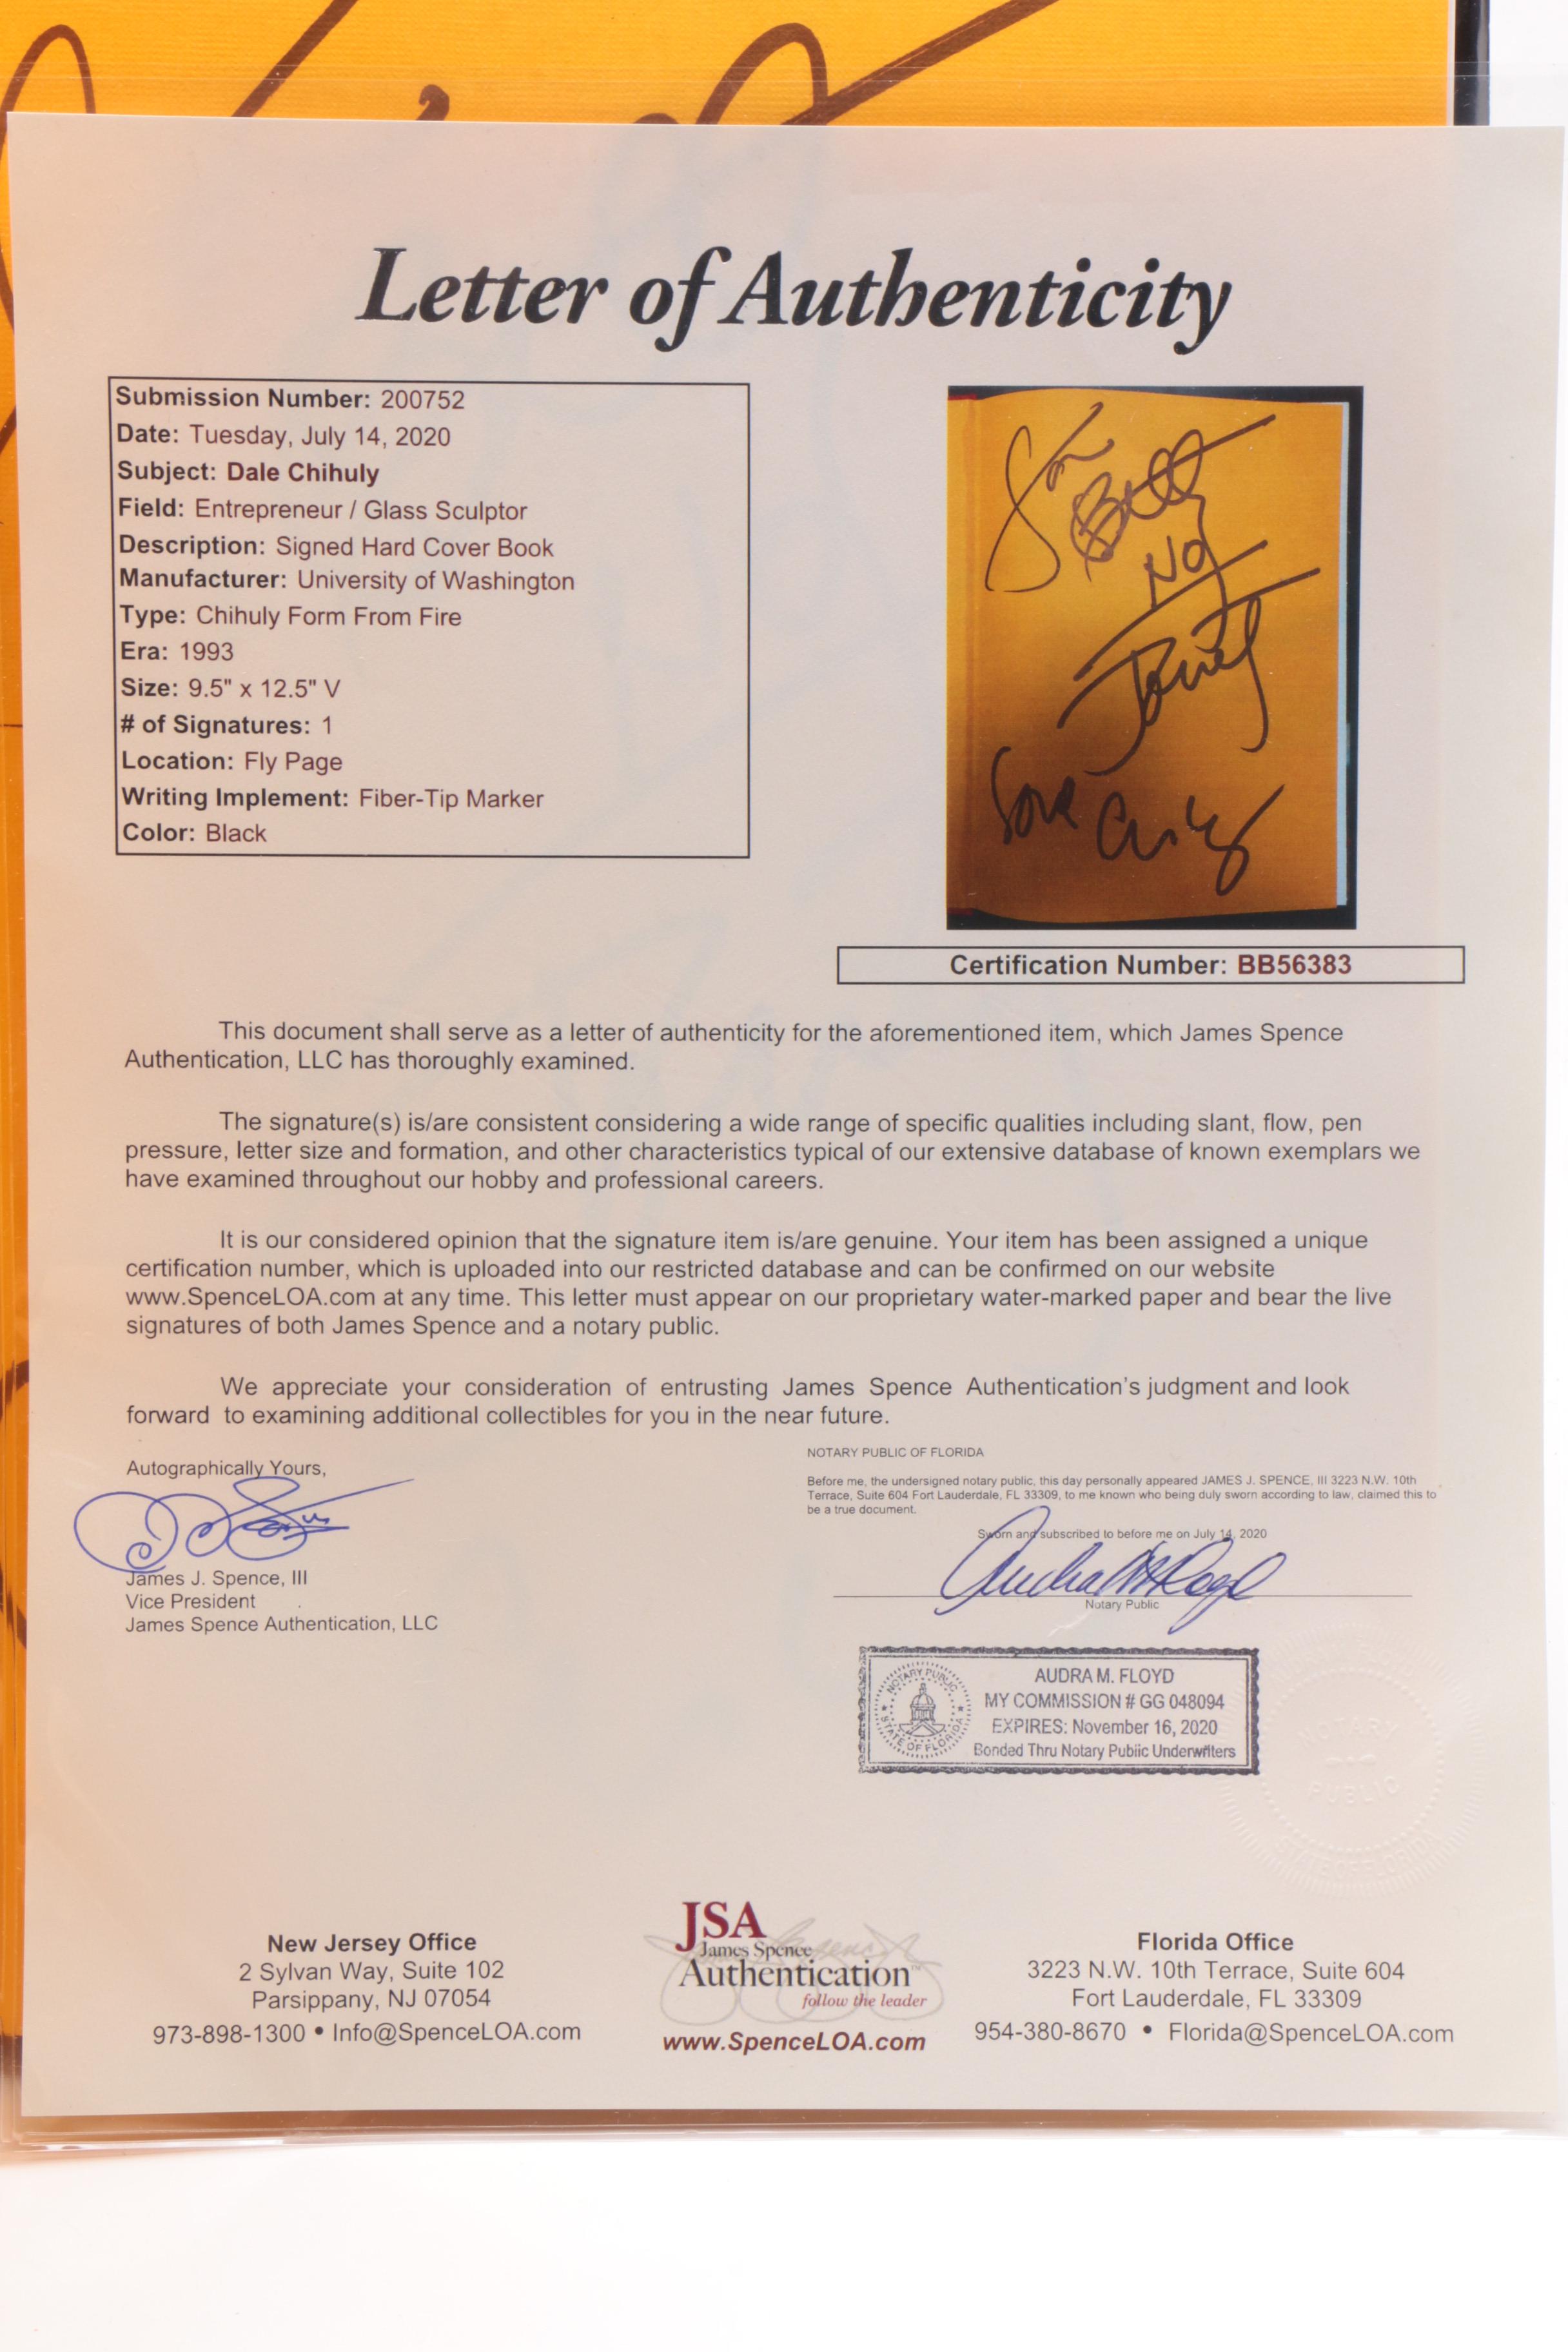 Letter of Authenticity
Submission Number: 200752
Date: Tuesday, July 14, 2020
Subject: Dale Chihuly
Field: Entrepreneur / Glass Sculptor
Description: Signed Hard Cover Book
Manufacturer: University of Washington
Type: Chihuly Form From Fire
Era: 1993
Size: 9.5" x 12.5" V
# of Signatures: 1
Location: Fly Page
Writing Implement: Fiber-Tip Marker
Color: Black
Certification Number: BB56383
This document shall serve as a letter of authenticity for the aforementioned item, which James Spence
Authentication, LLC has thoroughly examined.
The signature(s) is/are consistent considering a wide range of specific qualities including slant, flow, pen
pressure, letter size and formation, and other characteristics typical of our extensive database of known exemplars we
have examined throughout our hobby and professional careers.
It is our considered opinion that the signature item is/are genuine. Your item has been assigned a unique
certification number, which is uploaded into our restricted database and can be confirmed on our website
www.SpenceLOA.com at any time. This letter must appear on our proprietary water-marked paper and bear the live
signatures of both James Spence and a notary public.
We appreciate your consideration of entrusting James Spence Authentication's judgment and look
forward to examining additional collectibles for you in the near future.
Autographically Yours,
James J. Spence, III
Vice President
James Spence Authentication, LLC
NOTARY PUBLIC OF FLORIDA
Before me, the undersigned notary public, this day personally appeared JAMES J. SPENCE, III 3223 N.W. 10th
Terrace, Suite 604 Fort Lauderdale, FL 33309, to me known who being duly sworn according to law, claimed this to
be a true document.
Sworn and subscribed to before me on July 14, 2020
Notary Public
NOTARY PUBLIC
STATE OF FLORIDA
AUDRA M. FLOYD
MY COMMISSION # GG 048094
EXPIRES: November 16, 2020
Bonded Thru Notary Public Underwriters
NOTARY
PUBLIC
STATE OF FLORIDA
New Jersey Office
2 Sylvan Way, Suite 102
Parsippany, NJ 07054
973-898-1300 • Info@SpenceLOA.com
JSA
James Spence
Authentication™
follow the leader
www.SpenceLOA.com
Florida Office
3223 N.W. 10th Terrace, Suite 604
Fort Lauderdale, FL 33309
954-380-8670 • Florida@SpenceLOA.com